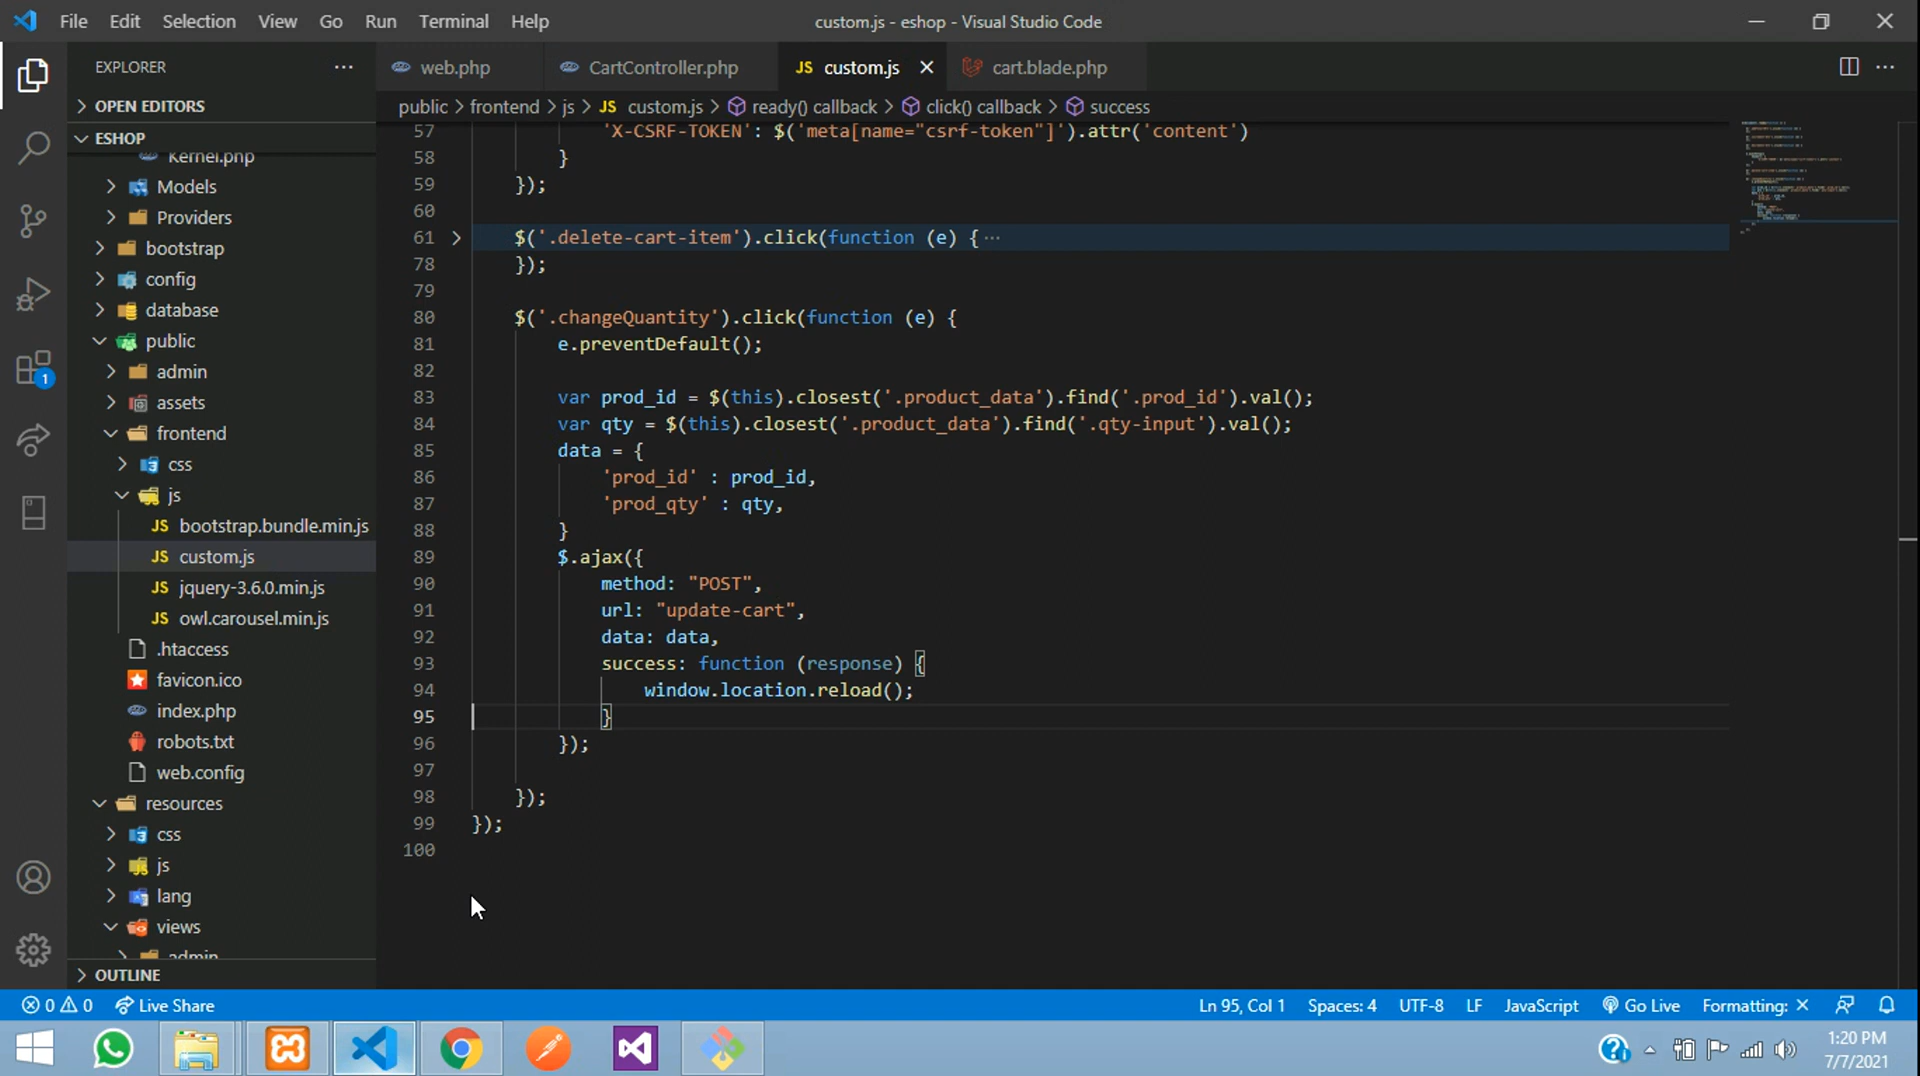 File Edit Selection View Go Run Terminal Help
custom.js - eshop - Visual Studio Code
EXPLORER
web.php
CartController.php
JS custom.js
cart.blade.php
OPEN EDITORS
public > frontend > js > JS custom.js > ready() callback > click() callback > success
ESHOP
Kernel.php
Models
Providers
bootstrap
config
database
public
admin
assets
frontend
css
js
JS bootstrap.bundle.min.js
JS custom.js
JS jquery-3.6.0.min.js
JS owl.carousel.min.js
.htaccess
favicon.ico
index.php
robots.txt
web.config
resources
css
js
lang
views
admin
OUTLINE
57 'X-CSRF-TOKEN': $('meta[name="csrf-token"]').attr('content')
58 }
59 });
60
61 $('.delete-cart-item').click(function (e) { ···
78 });
79
80 $('.changeQuantity').click(function (e) {
81 e.preventDefault();
82
83 var prod_id = $(this).closest('.product_data').find('.prod_id').val();
84 var qty = $(this).closest('.product_data').find('.qty-input').val();
85 data = {
86 'prod_id' : prod_id,
87 'prod_qty' : qty,
88 }
89 $.ajax({
90 method: "POST",
91 url: "update-cart",
92 data: data,
93 success: function (response) {
94 window.location.reload();
95 }
96 });
97
98 });
99 });
100
1
0 0 Live Share
Ln 95, Col 1 Spaces: 4 UTF-8 LF JavaScript Go Live Formatting: ×
1:20 PM
7/7/2021